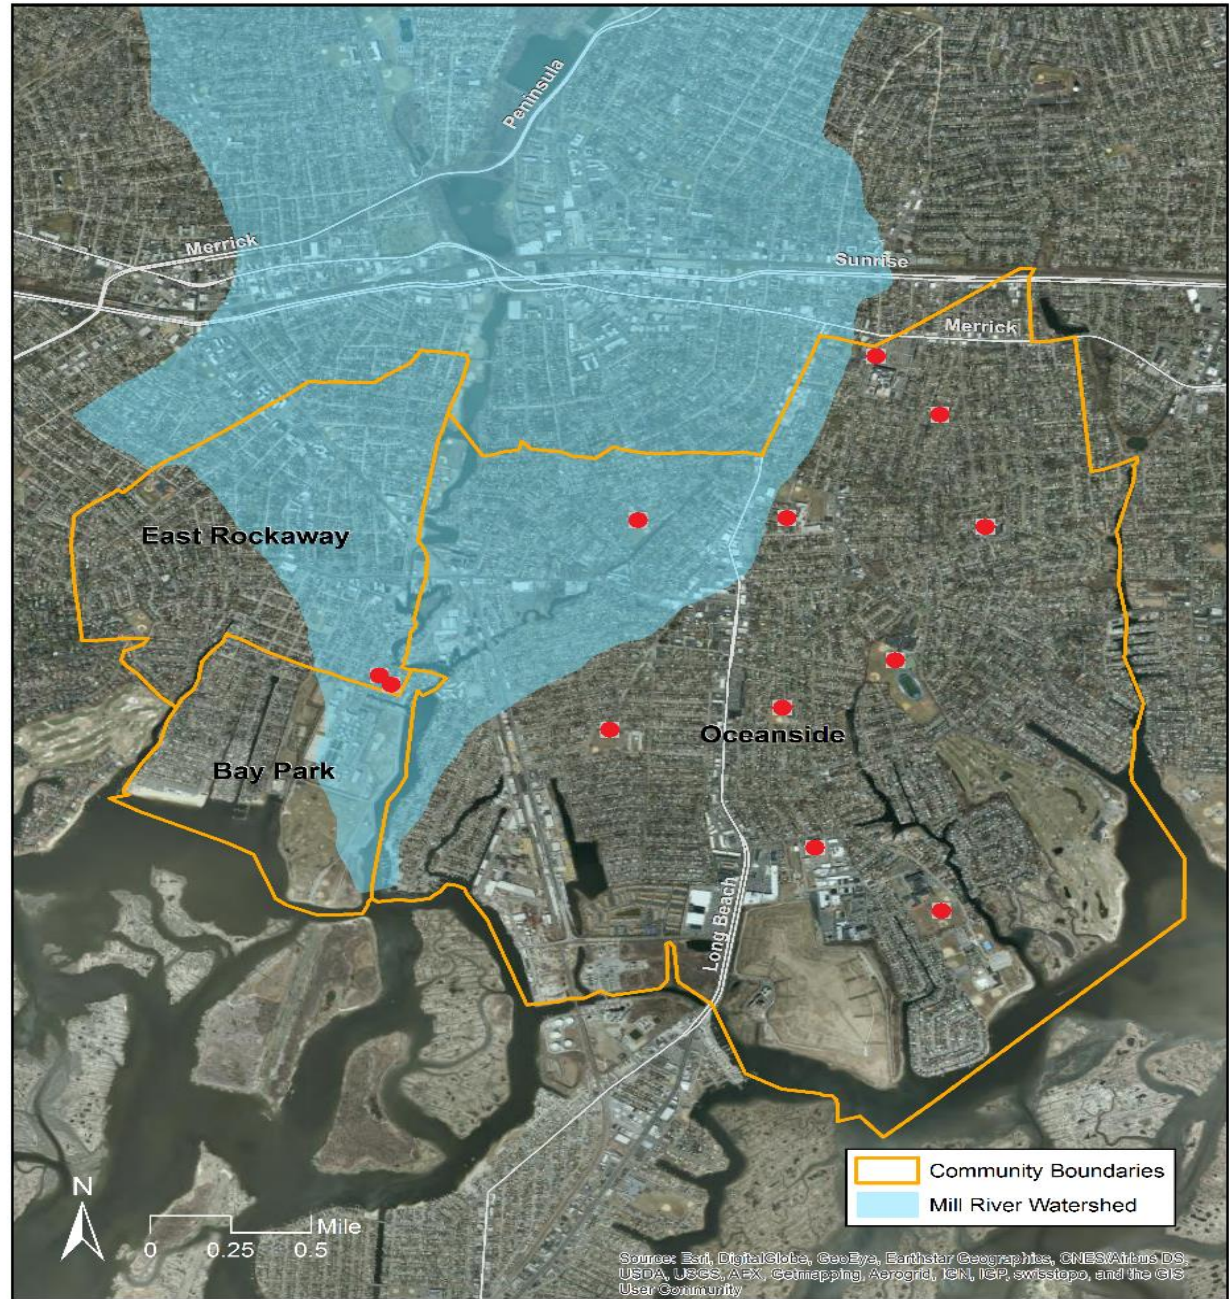 Peninsula
Merrick
Sunrise
Merrick
East Rockaway
Oceanside
Bay Park
Long Beach
Community Boundaries
Mill River Watershed
N
Mile
0 0.25 0.5
Source: Esri, DigitalGlobe, GeoEye, Earthstar Geographics, CNES/Airbus DS,
USDA, USGS, AEX, Getmapping, Aerogrid, IGN, IGP, swisstopo, and the GIS
User Community